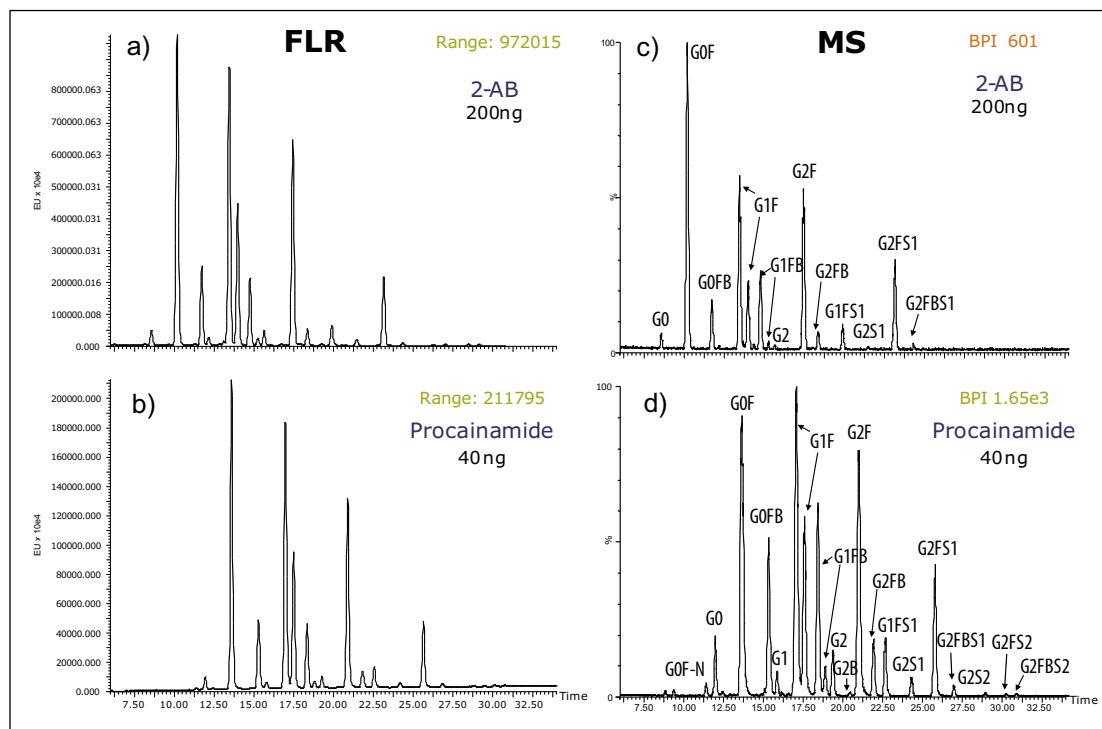 a)
FLR
Range: 972015
2-AB
200ng
EU x 10e4
800000.063
700000.063
600000.063
500000.031
400000.031
300000.031
200000.016
100000.008
0.000
c)
MS
BPI 601
2-AB
200ng
100
%
G0
G0F
G0FB
G1F
G1FB
G2
G2F
G2FB
G1FS1
G2S1
G2FS1
G2FBS1
b)
Range: 211795
Procainamide
40ng
EU x 10e4
200000.000
180000.000
160000.000
140000.000
120000.000
100000.000
80000.000
60000.000
40000.000
20000.000
0.000
7.50 10.00 12.50 15.00 17.50 20.00 22.50 25.00 27.50 30.00 32.50
Time
d)
BPI 1.65e3
Procainamide
40ng
100
%
G0F-N
G0
G0F
G0FB
G1
G1F
G1FB
G2
G2B
G2F
G2FB
G1FS1
G2S1
G2FS1
G2FBS1
G2S2
G2FS2
G2FBS2
7.50 10.00 12.50 15.00 17.50 20.00 22.50 25.00 27.50 30.00 32.50
Time